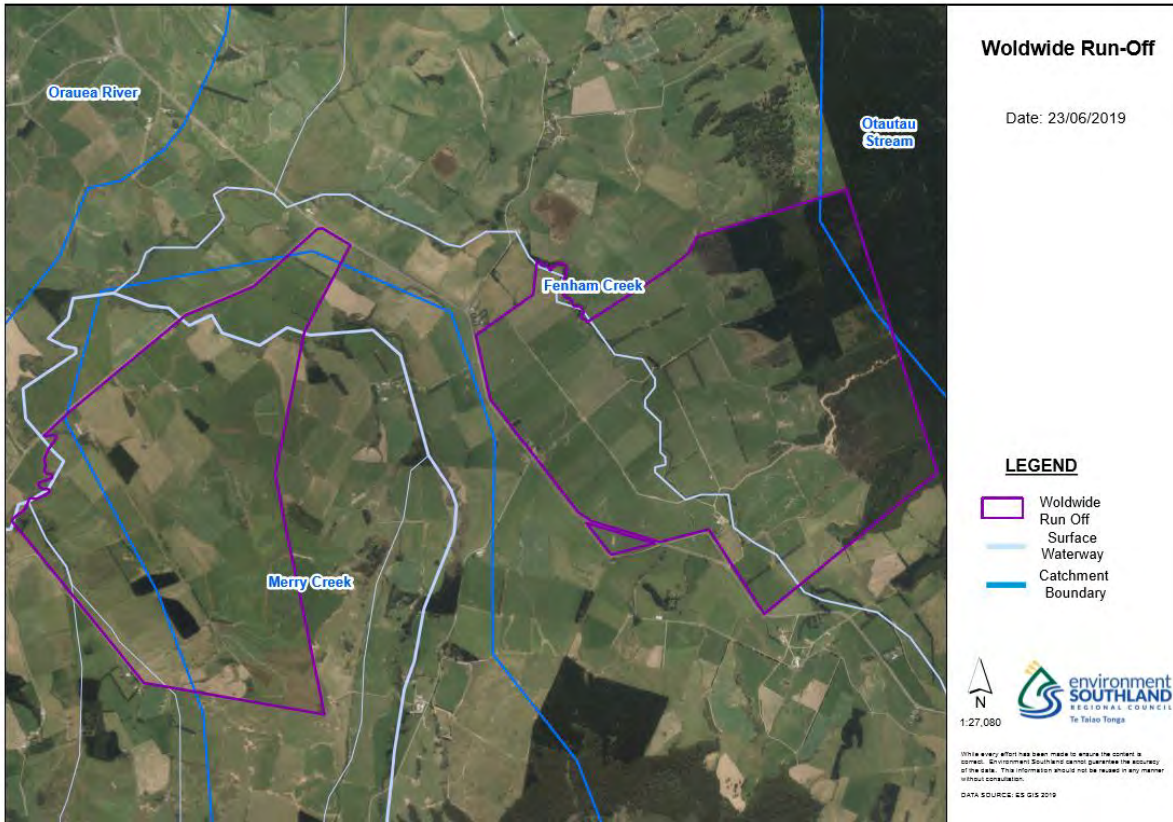 Orauea River
Otautau
Stream
Fenham Creek
Merry Creek
Woldwide Run-Off
Date: 23/06/2019
LEGEND
Woldwide
Run Off
Surface
Waterway
Catchment
Boundary
N
1:27,080
environment
SOUTHLAND
REGIONAL COUNCIL
Te Taiao Tonga
While every effort has been made to ensure the content is
correct. Environment Southland cannot guarantee the accuracy
of the data. This information should not be reused in any manner
without consultation.
DATA SOURCE: ES GIS 2019